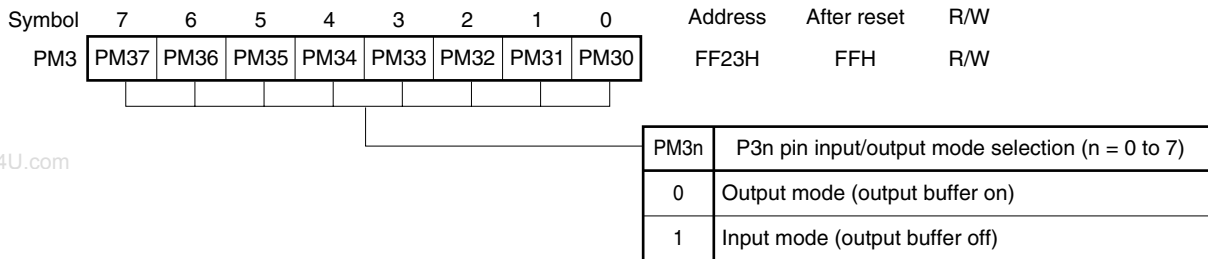 Symbol 7 6 5 4 3 2 1 0 Address After reset R/W
PM3 PM37 PM36 PM35 PM34 PM33 PM32 PM31 PM30 FF23H FFH R/W
PM3n P3n pin input/output mode selection (n = 0 to 7)
4U.com
0 Output mode (output buffer on)
1 Input mode (output buffer off)